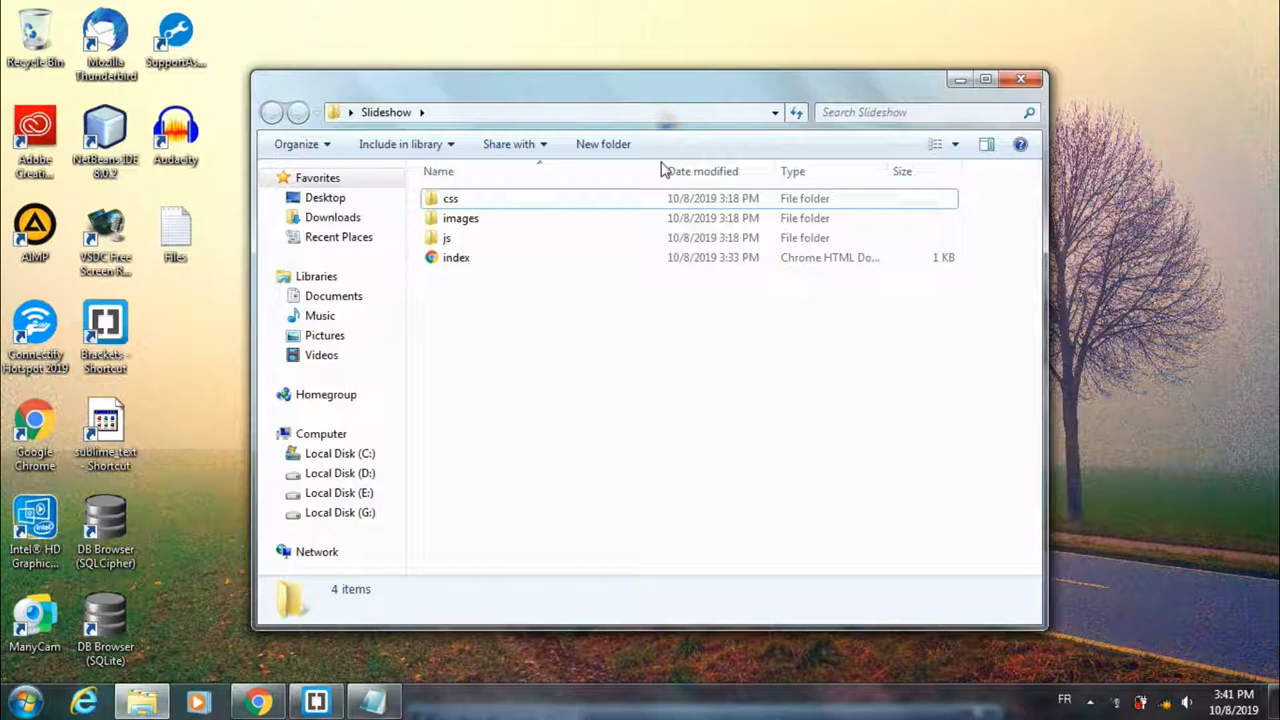 Recycle Bin
Mozilla
Thunderbird
SupportAs...
Adobe
Creati...
NetBeans IDE
8.0.2
Audacity
AIMP
VSDC Free
Screen R...
Files
Connectify
Hotspot 2019
Brackets -
Shortcut
Google
Chrome
sublime_text
- Shortcut
Intel® HD
Graphic...
DB Browser
(SQLCipher)
ManyCam
DB Browser
(SQLite)
Slideshow
Search Slideshow
Organize
Include in library
Share with
New folder
Name
Date modified
Type
Size
Favorites
Desktop
Downloads
Recent Places
Libraries
Documents
Music
Pictures
Videos
Homegroup
Computer
Local Disk (C:)
Local Disk (D:)
Local Disk (E:)
Local Disk (G:)
Network
css 10/8/2019 3:18 PM File folder
images 10/8/2019 3:18 PM File folder
js 10/8/2019 3:18 PM File folder
index 10/8/2019 3:33 PM Chrome HTML Do... 1 KB
4 items
FR
3:41 PM
10/8/2019